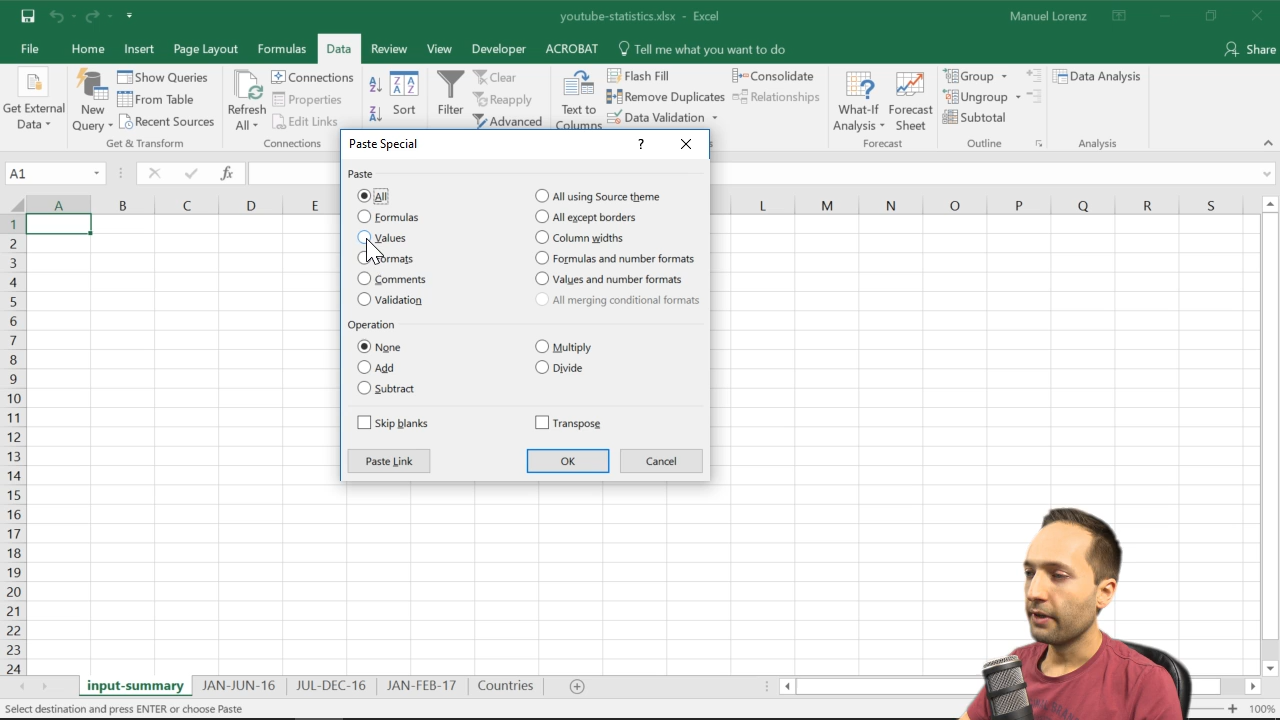 youtube-statistics.xlsx - Excel
Manuel Lorenz
File Home Insert Page Layout Formulas Data Review View Developer ACROBAT Tell me what you want to do Share
Get External Data
New Query
Show Queries
From Table
Recent Sources
Get & Transform
Refresh All
Connections
Properties
Edit Links
Connections
Sort
Filter
Clear
Reapply
Advanced
Text to Columns
Flash Fill
Remove Duplicates
Data Validation
Consolidate
Relationships
What-If Analysis
Forecast Sheet
Forecast
Group
Ungroup
Subtotal
Outline
Data Analysis
Analysis
A1
fx
A B C D E L M N O P Q R S
1
2
3
4
5
6
7
8
9
10
11
12
13
14
15
16
17
18
19
20
21
22
23
24
Paste Special ?
Paste
All
Formulas
Values
Formats
Comments
Validation
All using Source theme
All except borders
Column widths
Formulas and number formats
Values and number formats
All merging conditional formats
Operation
None
Add
Subtract
Multiply
Divide
Skip blanks
Transpose
Paste Link OK Cancel
input-summary JAN-JUN-16 JUL-DEC-16 JAN-FEB-17 Countries
Select destination and press ENTER or choose Paste
100%